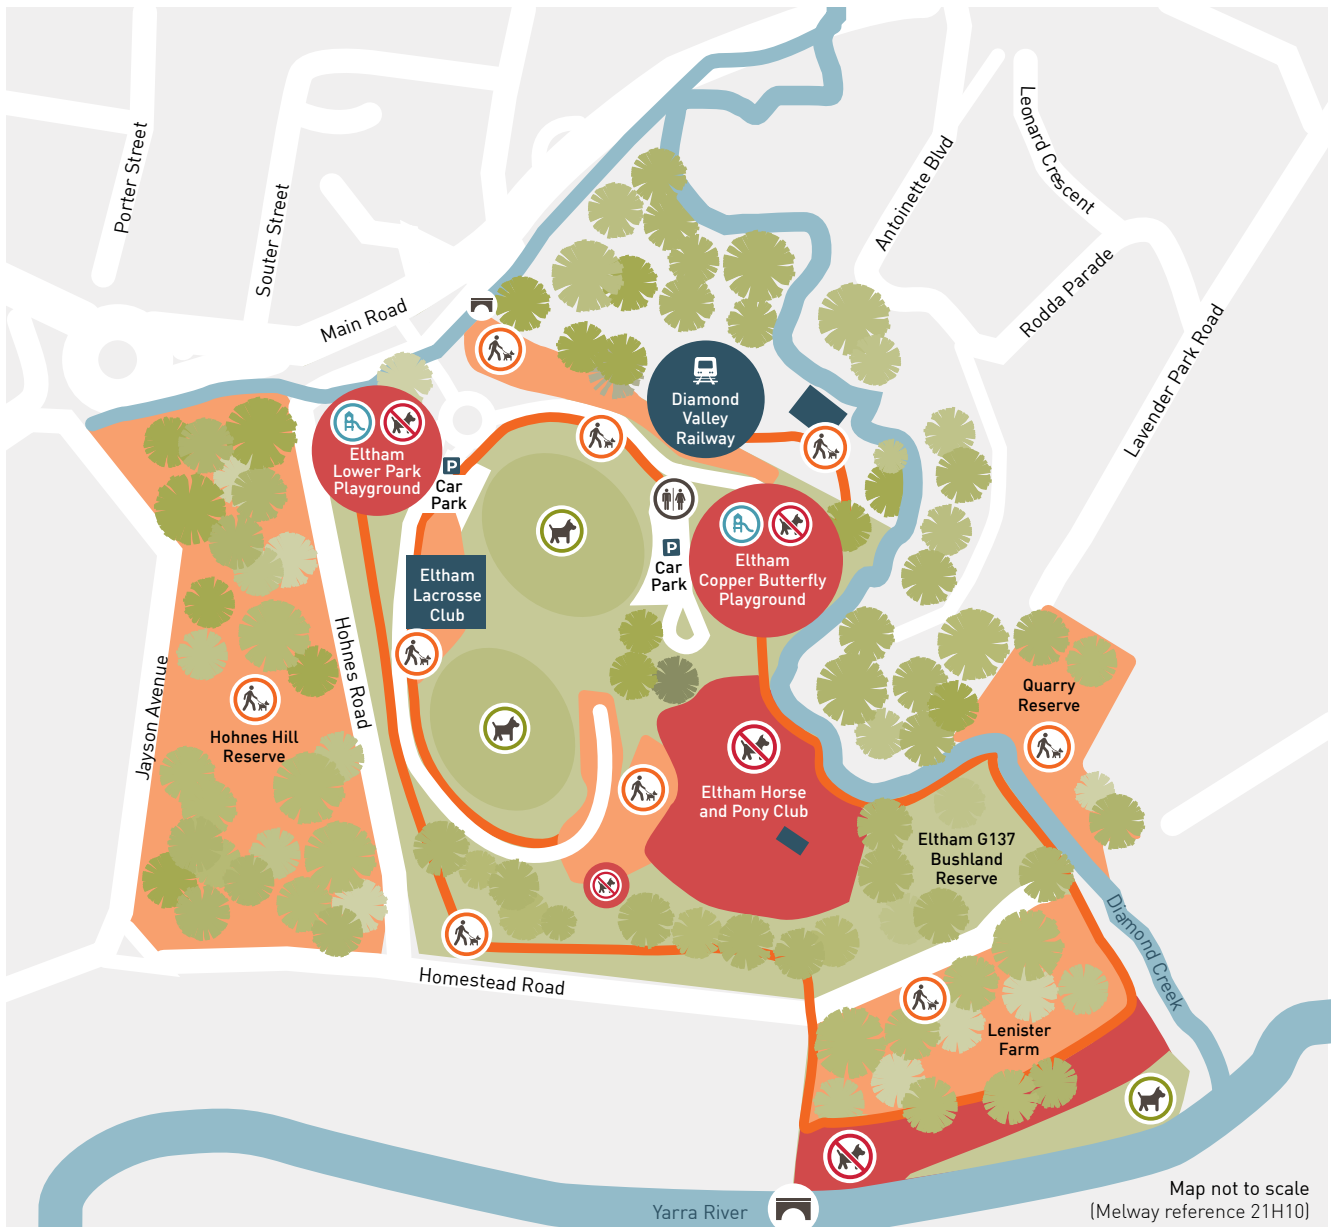 Porter Street
Souter Street
Main Road
Antoinette Blvd
Leonard Crescent
Rodda Parade
Lavender Park Road
Diamond
Valley
Railway
Eltham
Lower Park
Playground
P
Car
Park
Eltham
Lacrosse
Club
P
Car
Park
Eltham
Copper Butterfly
Playground
Jayson Avenue
Hohnes Road
Hohnes Hill
Reserve
Quarry
Reserve
Eltham Horse
and Pony Club
Eltham G137
Bushland
Reserve
Diamond Creek
Homestead Road
Lenister
Farm
Yarra River
Map not to scale
(Melway reference 21H10)